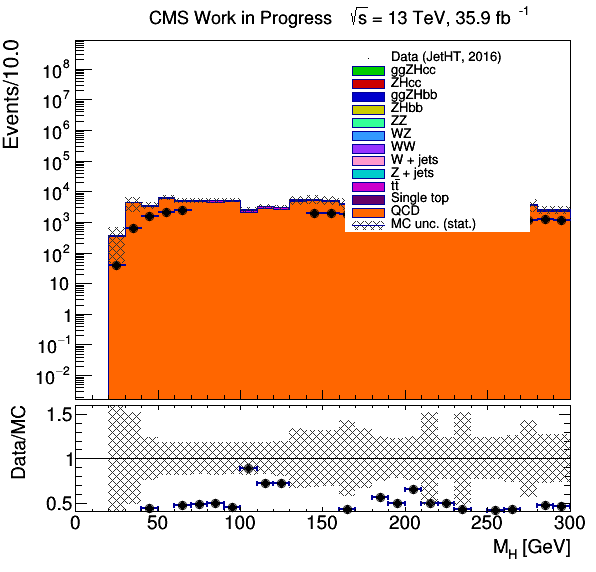 CMS Work in Progress √s = 13 TeV, 35.9 fb⁻¹
Events/10.0
10⁸
10⁷
10⁶
10⁵
10⁴
10³
10²
10
1
10⁻¹
10⁻²
Data (JetHT, 2016)
ggZHcc
ZHcc
ggZHbb
ZHbb
ZZ
WZ
WW
W + jets
Z + jets
tt̄
Single top
QCD
MC unc. (stat.)
Data/MC
1.5
1
0.5
0 50 100 150 200 250 300
M_H [GeV]